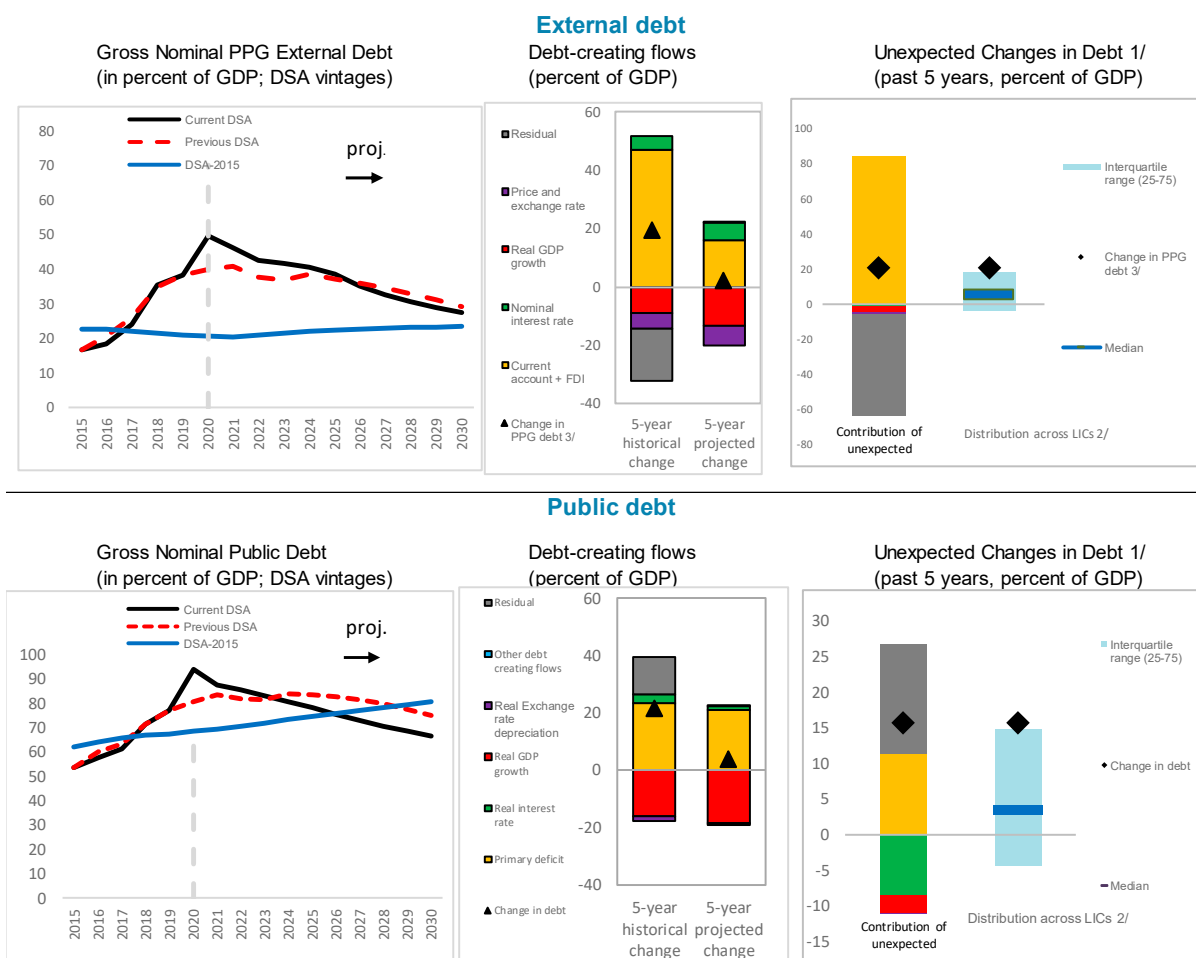 External debt
Gross Nominal PPG External Debt
(in percent of GDP; DSA vintages)
Current DSA
Previous DSA
DSA-2015
proj.
80
70
60
50
40
30
20
10
0
2015
2016
2017
2018
2019
2020
2021
2022
2023
2024
2025
2026
2027
2028
2029
2030
Debt-creating flows
(percent of GDP)
Residual
Price and
exchange rate
Real GDP
growth
Nominal
interest rate
Current
account + FDI
Change in
PPG debt 3/
60
40
20
0
-20
-40
5-year
historical
change
5-year
projected
change
Unexpected Changes in Debt 1/
(past 5 years, percent of GDP)
100
80
60
40
20
0
-20
-40
-60
-80
Interquartile
range (25-75)
Change in PPG
debt 3/
Median
Contribution of
unexpected
Distribution across LICs 2/
Public debt
Gross Nominal Public Debt
(in percent of GDP; DSA vintages)
Current DSA
Previous DSA
DSA-2015
proj.
100
90
80
70
60
50
40
30
20
10
0
2015
2016
2017
2018
2019
2020
2021
2022
2023
2024
2025
2026
2027
2028
2029
2030
Debt-creating flows
(percent of GDP)
Residual
Other debt
creating flows
Real Exchange
rate
depreciation
Real GDP
growth
Real interest
rate
Primary deficit
Change in debt
60
40
20
0
-20
-40
5-year
historical
change
5-year
projected
change
Unexpected Changes in Debt 1/
(past 5 years, percent of GDP)
30
25
20
15
10
5
0
-5
-10
-15
Interquartile
range (25-75)
Change in debt
Median
Contribution of
unexpected
Distribution across LICs 2/